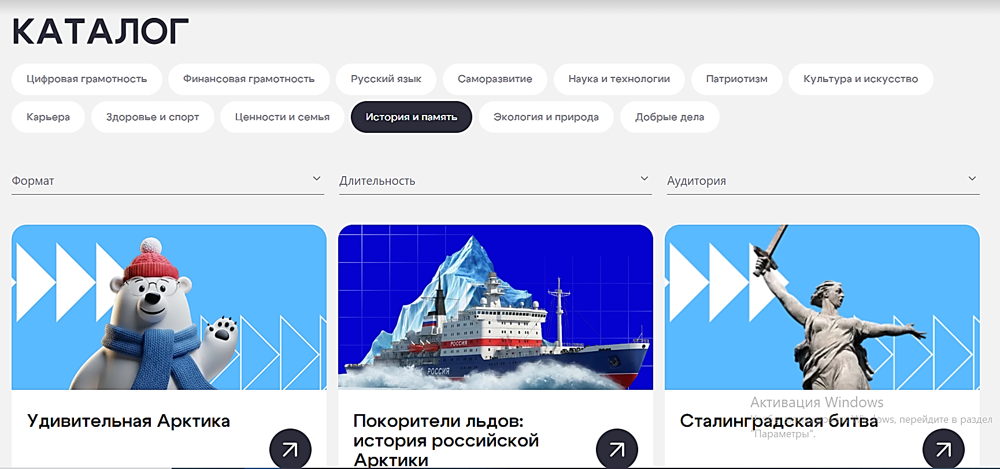 КАТАЛОГ
Цифровая грамотность Финансовая грамотность Русский язык Саморазвитие Наука и технологии Патриотизм Культура и искусство
Карьера Здоровье и спорт Ценности и семья История и память Экология и природа Добрые дела
Формат Длительность Аудитория
РОССИЯ
РОССИЯ
Удивительная Арктика
Покорители льдов:
история российской
Арктики
Сталинградская битва
Активация Windows
Windows, перейдите в раздел
"Параметры".